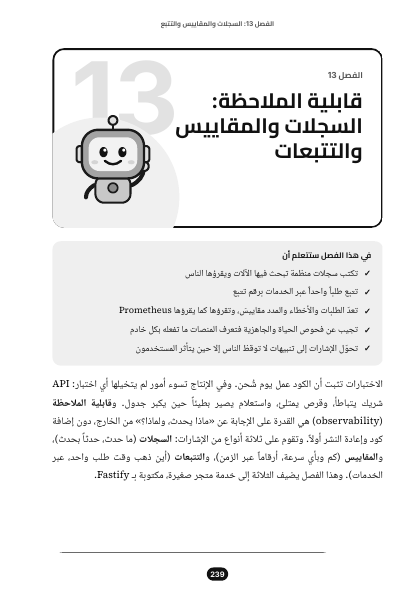 الفصل 13: السجلات والمقاييس والتتبع
13
الفصل 13
قابلية الملاحظة:
السجلات والمقاييس
والتتبعات
في هذا الفصل ستتعلم أن
✓ تكتب سجلات منظمة تبحث فيها الآلات ويقرؤها الناس
✓ تتبع طلباً واحداً عبر الخدمات برقم تتبع
✓ تعدّ الطلبات والأخطاء والمدد مقاييسَ، وتقرؤها كما يقرؤها Prometheus
✓ تجيب عن فحوص الحياة والجاهزية فتعرف المنصات ما تفعله بكل خادم
✓ تحوّل الإشارات إلى تنبيهات لا توقظ الناس إلا حين يتأثر المستخدمون
الاختبارات تثبت أن الكود عمل يوم شُحن. وفي الإنتاج تسوء أمور لم يتخيلها أي اختبار: API
شريك يتباطأ، وقرص يمتلئ، واستعلام يصير بطيئاً حين يكبر جدول. وقابلية الملاحظة
(observability) هي القدرة على الإجابة عن «ماذا يحدث، ولماذا؟» من الخارج، دون إضافة
كود وإعادة النشر أولاً. وتقوم على ثلاثة أنواع من الإشارات: السجلات (ما حدث، حدثاً بحدث)،
والمقاييس (كم وبأي سرعة، أرقاماً عبر الزمن)، والتتبعات (أين ذهب وقت طلب واحد، عبر
الخدمات). وهذا الفصل يضيف الثلاثة إلى خدمة متجر صغيرة، مكتوبة بـ Fastify.
239